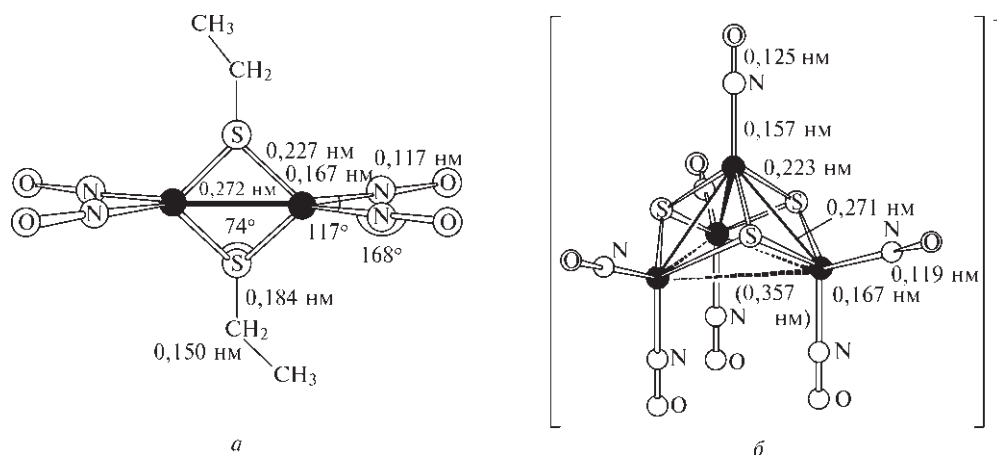 CH₃
CH₂
S
0,227 нм
0,167 нм
0,117 нм
O
N
O
N
0,272 нм
N
O
N
O
74°
117°
168°
S
0,184 нм
CH₂
0,150 нм
CH₃
а
O
0,125 нм
N
0,157 нм
O
0,223 нм
S
S
S
0,271 нм
N
O
N
O
0,119 нм
0,167 нм
(0,357
нм)
N
N
N
O
O
O
–
б